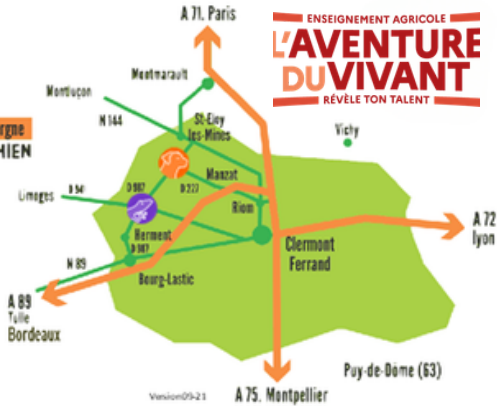 A 71. Paris
ENSEIGNEMENT AGRICOLE
L'AVENTURE
DU VIVANT
RÉVÈLE TON TALENT
Montmarault
Montluçon
N 144
St-Eloy
les-Mines
Vichy
rgne
HIEN
Manzat
Limoges
D 987
D 227
Riom
A 72
lyon
Herment
D 987
Clermont
Ferrand
N 89
Bourg-Lastic
A 89
Tulle
Bordeaux
Puy-de-Dôme (63)
Version09-21
A 75. Montpellier